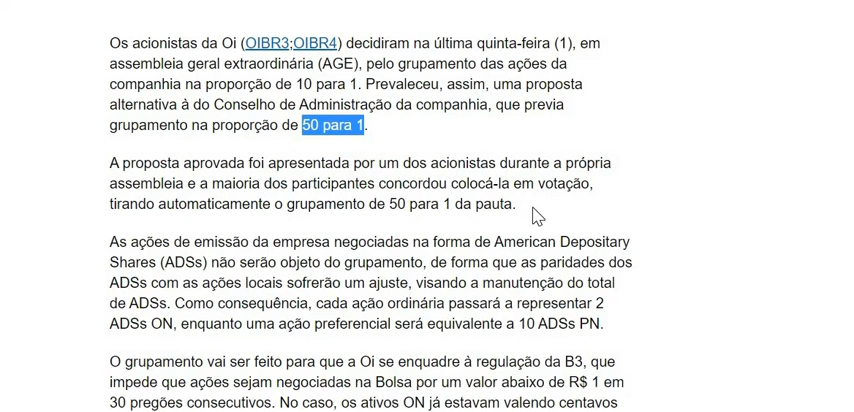 Os acionistas da Oi (OIBR3;OIBR4) decidiram na última quinta-feira (1), em
assembleia geral extraordinária (AGE), pelo grupamento das ações da
companhia na proporção de 10 para 1. Prevaleceu, assim, uma proposta
alternativa à do Conselho de Administração da companhia, que previa
grupamento na proporção de 50 para 1.
A proposta aprovada foi apresentada por um dos acionistas durante a própria
assembleia e a maioria dos participantes concordou colocá-la em votação,
tirando automaticamente o grupamento de 50 para 1 da pauta.
As ações de emissão da empresa negociadas na forma de American Depositary
Shares (ADSs) não serão objeto do grupamento, de forma que as paridades dos
ADSs com as ações locais sofrerão um ajuste, visando a manutenção do total
de ADSs. Como consequência, cada ação ordinária passará a representar 2
ADSs ON, enquanto uma ação preferencial será equivalente a 10 ADSs PN.
O grupamento vai ser feito para que a Oi se enquadre à regulação da B3, que
impede que ações sejam negociadas na Bolsa por um valor abaixo de R$ 1 em
30 pregões consecutivos. No caso, os ativos ON já estavam valendo centavos